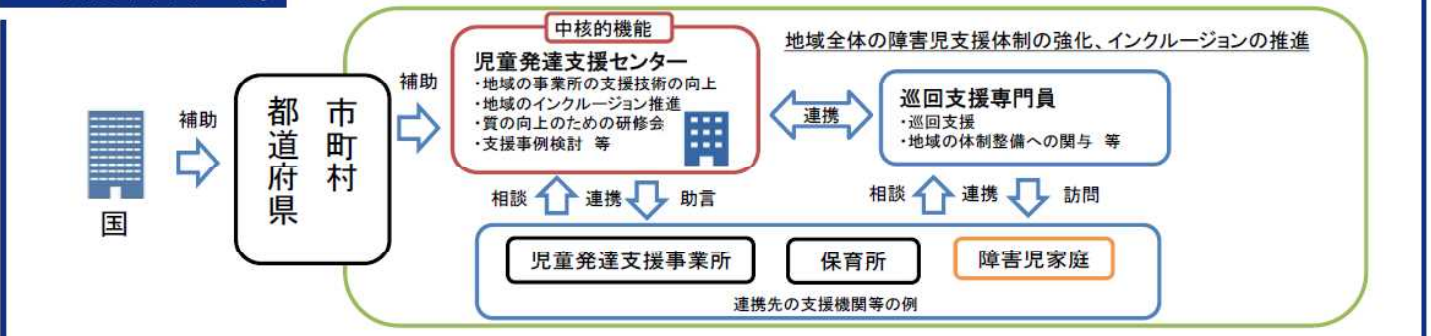 国
補助
都道府県
市町村
補助
中核的機能
児童発達支援センター
・地域の事業所の支援技術の向上
・地域のインクルージョン推進
・質の向上のための研修会
・支援事例検討 等
地域全体の障害児支援体制の強化、インクルージョンの推進
連携
巡回支援専門員
・巡回支援
・地域の体制整備への関与 等
相談 連携 助言
相談 連携 訪問
児童発達支援事業所 保育所 障害児家庭
連携先の支援機関等の例